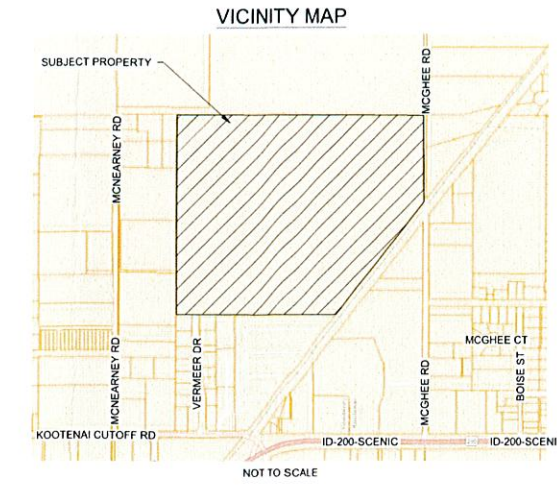 VICINITY MAP
SUBJECT PROPERTY
MCGHEE RD
MCNEARNEY RD
MCNEARNEY RD
VERMEER DR
MCGHEE RD
MCGHEE CT
BOISE ST
KOOTENAI CUTOFF RD
ID-200-SCENIC
ID-200-SCENI
NOT TO SCALE